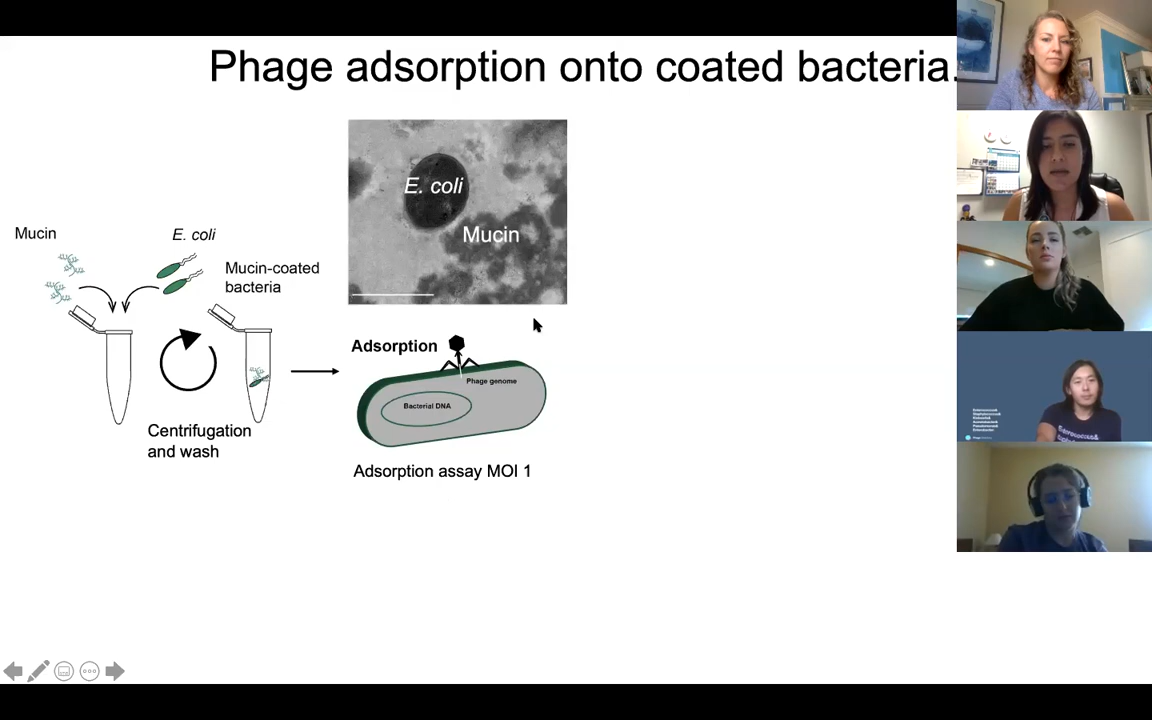 Phage adsorption onto coated bacteria.
Mucin
E. coli
Mucin-coated
bacteria
Centrifugation
and wash
E. coli
Mucin
Adsorption
Phage genome
Bacterial DNA
Adsorption assay MOI 1